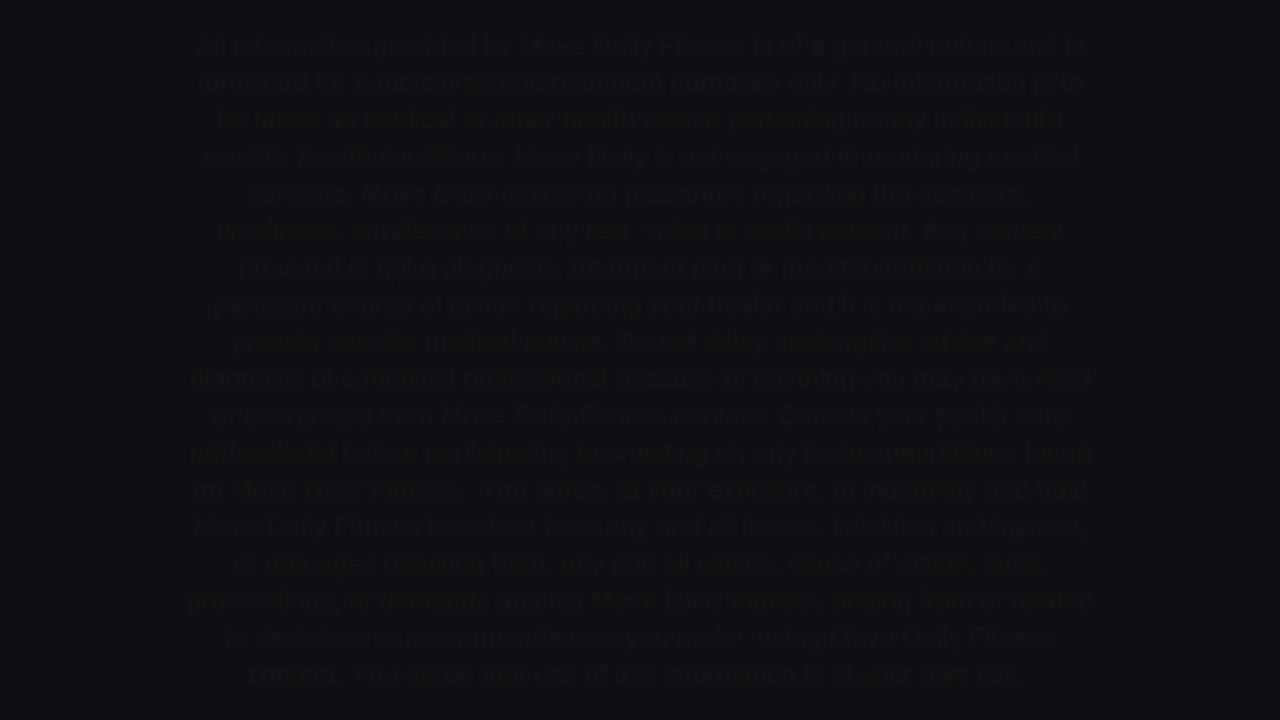 All information provided by Move Daily Fitness is of a general nature and is
furnished for educational/entertainment purposes only. No information is to
be taken as medical or other health advice pertaining to any individual's
specific health conditions. Move Daily is not engaged in rendering medical
services. Move Daily makes no guarantee regarding the accuracy,
timeliness, or relevance of any text, video or audio content. Any content
provided is not a diagnosis, treatment plan or recommendation for a
particular course of action regarding your health and it is not intended to
provide specific medical advice. Do not delay seeking the advice and
diagnosis of a medical professional because of anything you may have read
or interpreted from Move Daily Fitness content. Consult your health care
professional before participating in or acting on any recommendations found
on Move Daily Fitness. You agree, at your exposure, to indemnify and hold
Move Daily Fitness harmless from any and all losses, liabilities and injuries,
or damages resulting from, any and all claims, cause of action, suits,
proceedings, or demands against Move Daily Fitness, arising from or related
to decisions or recommendations you make, using Move Daily Fitness
content. You agree that use of this information is at your own risk.